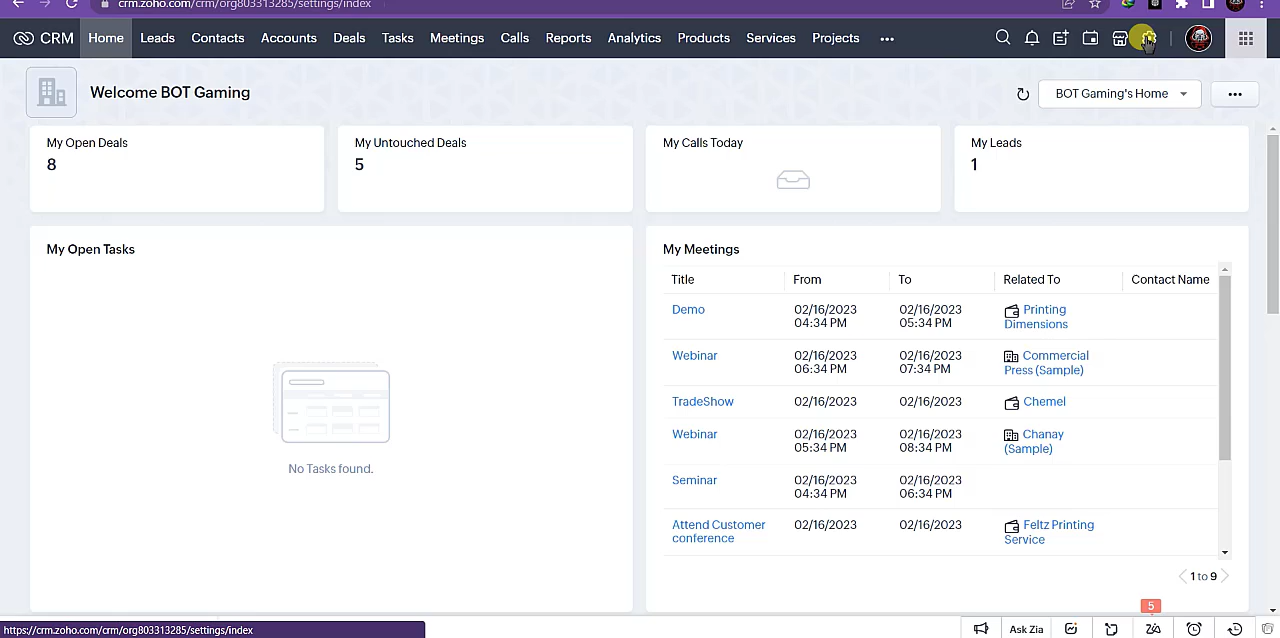 crm.zoho.com/crm/org803313285/settings/index
CRM Home Leads Contacts Accounts Deals Tasks Meetings Calls Reports Analytics Products Services Projects •••
Welcome BOT Gaming
BOT Gaming's Home
•••
My Open Deals
8
My Untouched Deals
5
My Calls Today
My Leads
1
My Open Tasks
No Tasks found.
My Meetings
Title From To Related To Contact Name
Demo 02/16/2023 04:34 PM 02/16/2023 05:34 PM Printing Dimensions
Webinar 02/16/2023 06:34 PM 02/16/2023 07:34 PM Commercial Press (Sample)
TradeShow 02/16/2023 02/16/2023 Chemel
Webinar 02/16/2023 05:34 PM 02/16/2023 08:34 PM Chanay (Sample)
Seminar 02/16/2023 04:34 PM 02/16/2023 06:34 PM
Attend Customer conference 02/16/2023 02/16/2023 Feltz Printing Service
1 to 9
5
https://crm.zoho.com/crm/org803313285/settings/index
Ask Zia